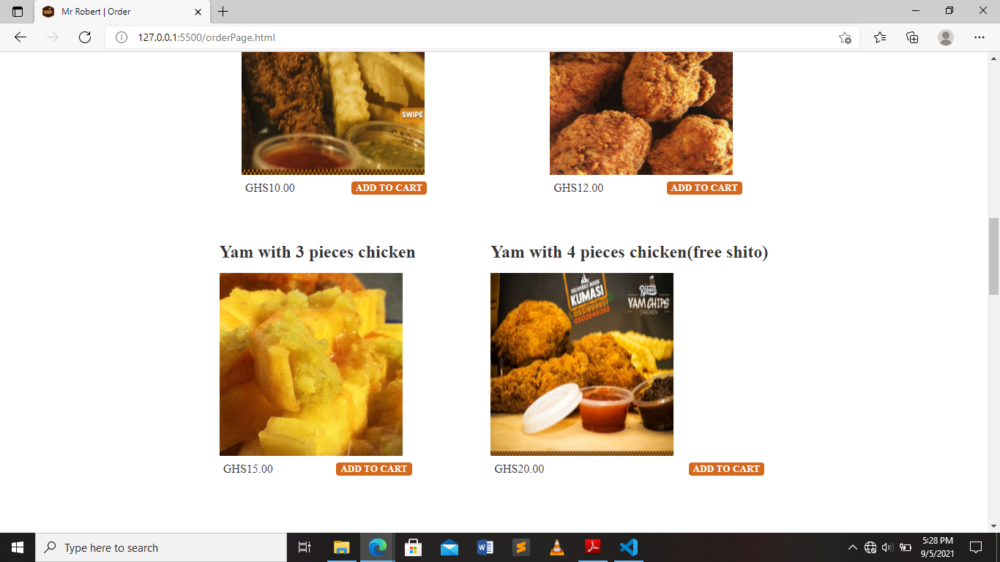 Mr Robert | Order
127.0.0.1:5500/orderPage.html
SWIPE
GHS10.00 ADD TO CART
GHS12.00 ADD TO CART
Yam with 3 pieces chicken
Yam with 4 pieces chicken(free shito)
DELIVERIES INSIDE
KUMASI
0551899951
0502845092
Robert's
YAM CHIPS
CHICKEN
GHS15.00 ADD TO CART
GHS20.00 ADD TO CART
Type here to search
5:28 PM
9/5/2021